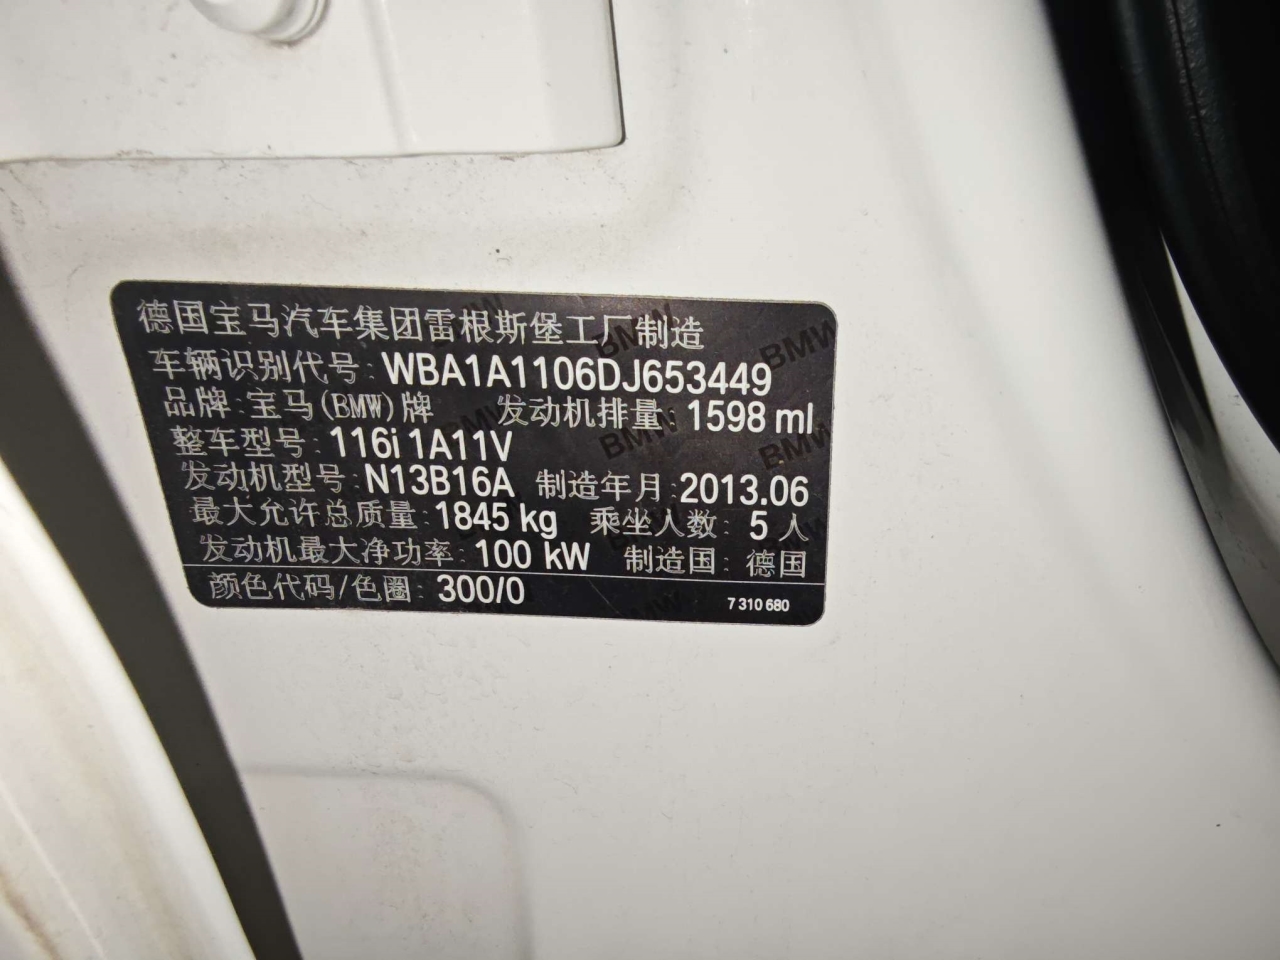 德国宝马汽车集团雷根斯堡工厂制造
车辆识别代号: WBA1A1106DJ653449
品牌: 宝马(BMW)牌 发动机排量: 1598 ml
整车型号: 116i 1A11V
发动机型号: N13B16A 制造年月: 2013.06
最大允许总质量: 1845 kg 乘坐人数: 5 人
发动机最大净功率: 100 kW 制造国: 德国
颜色代码/色圈: 300/0 7 310 680